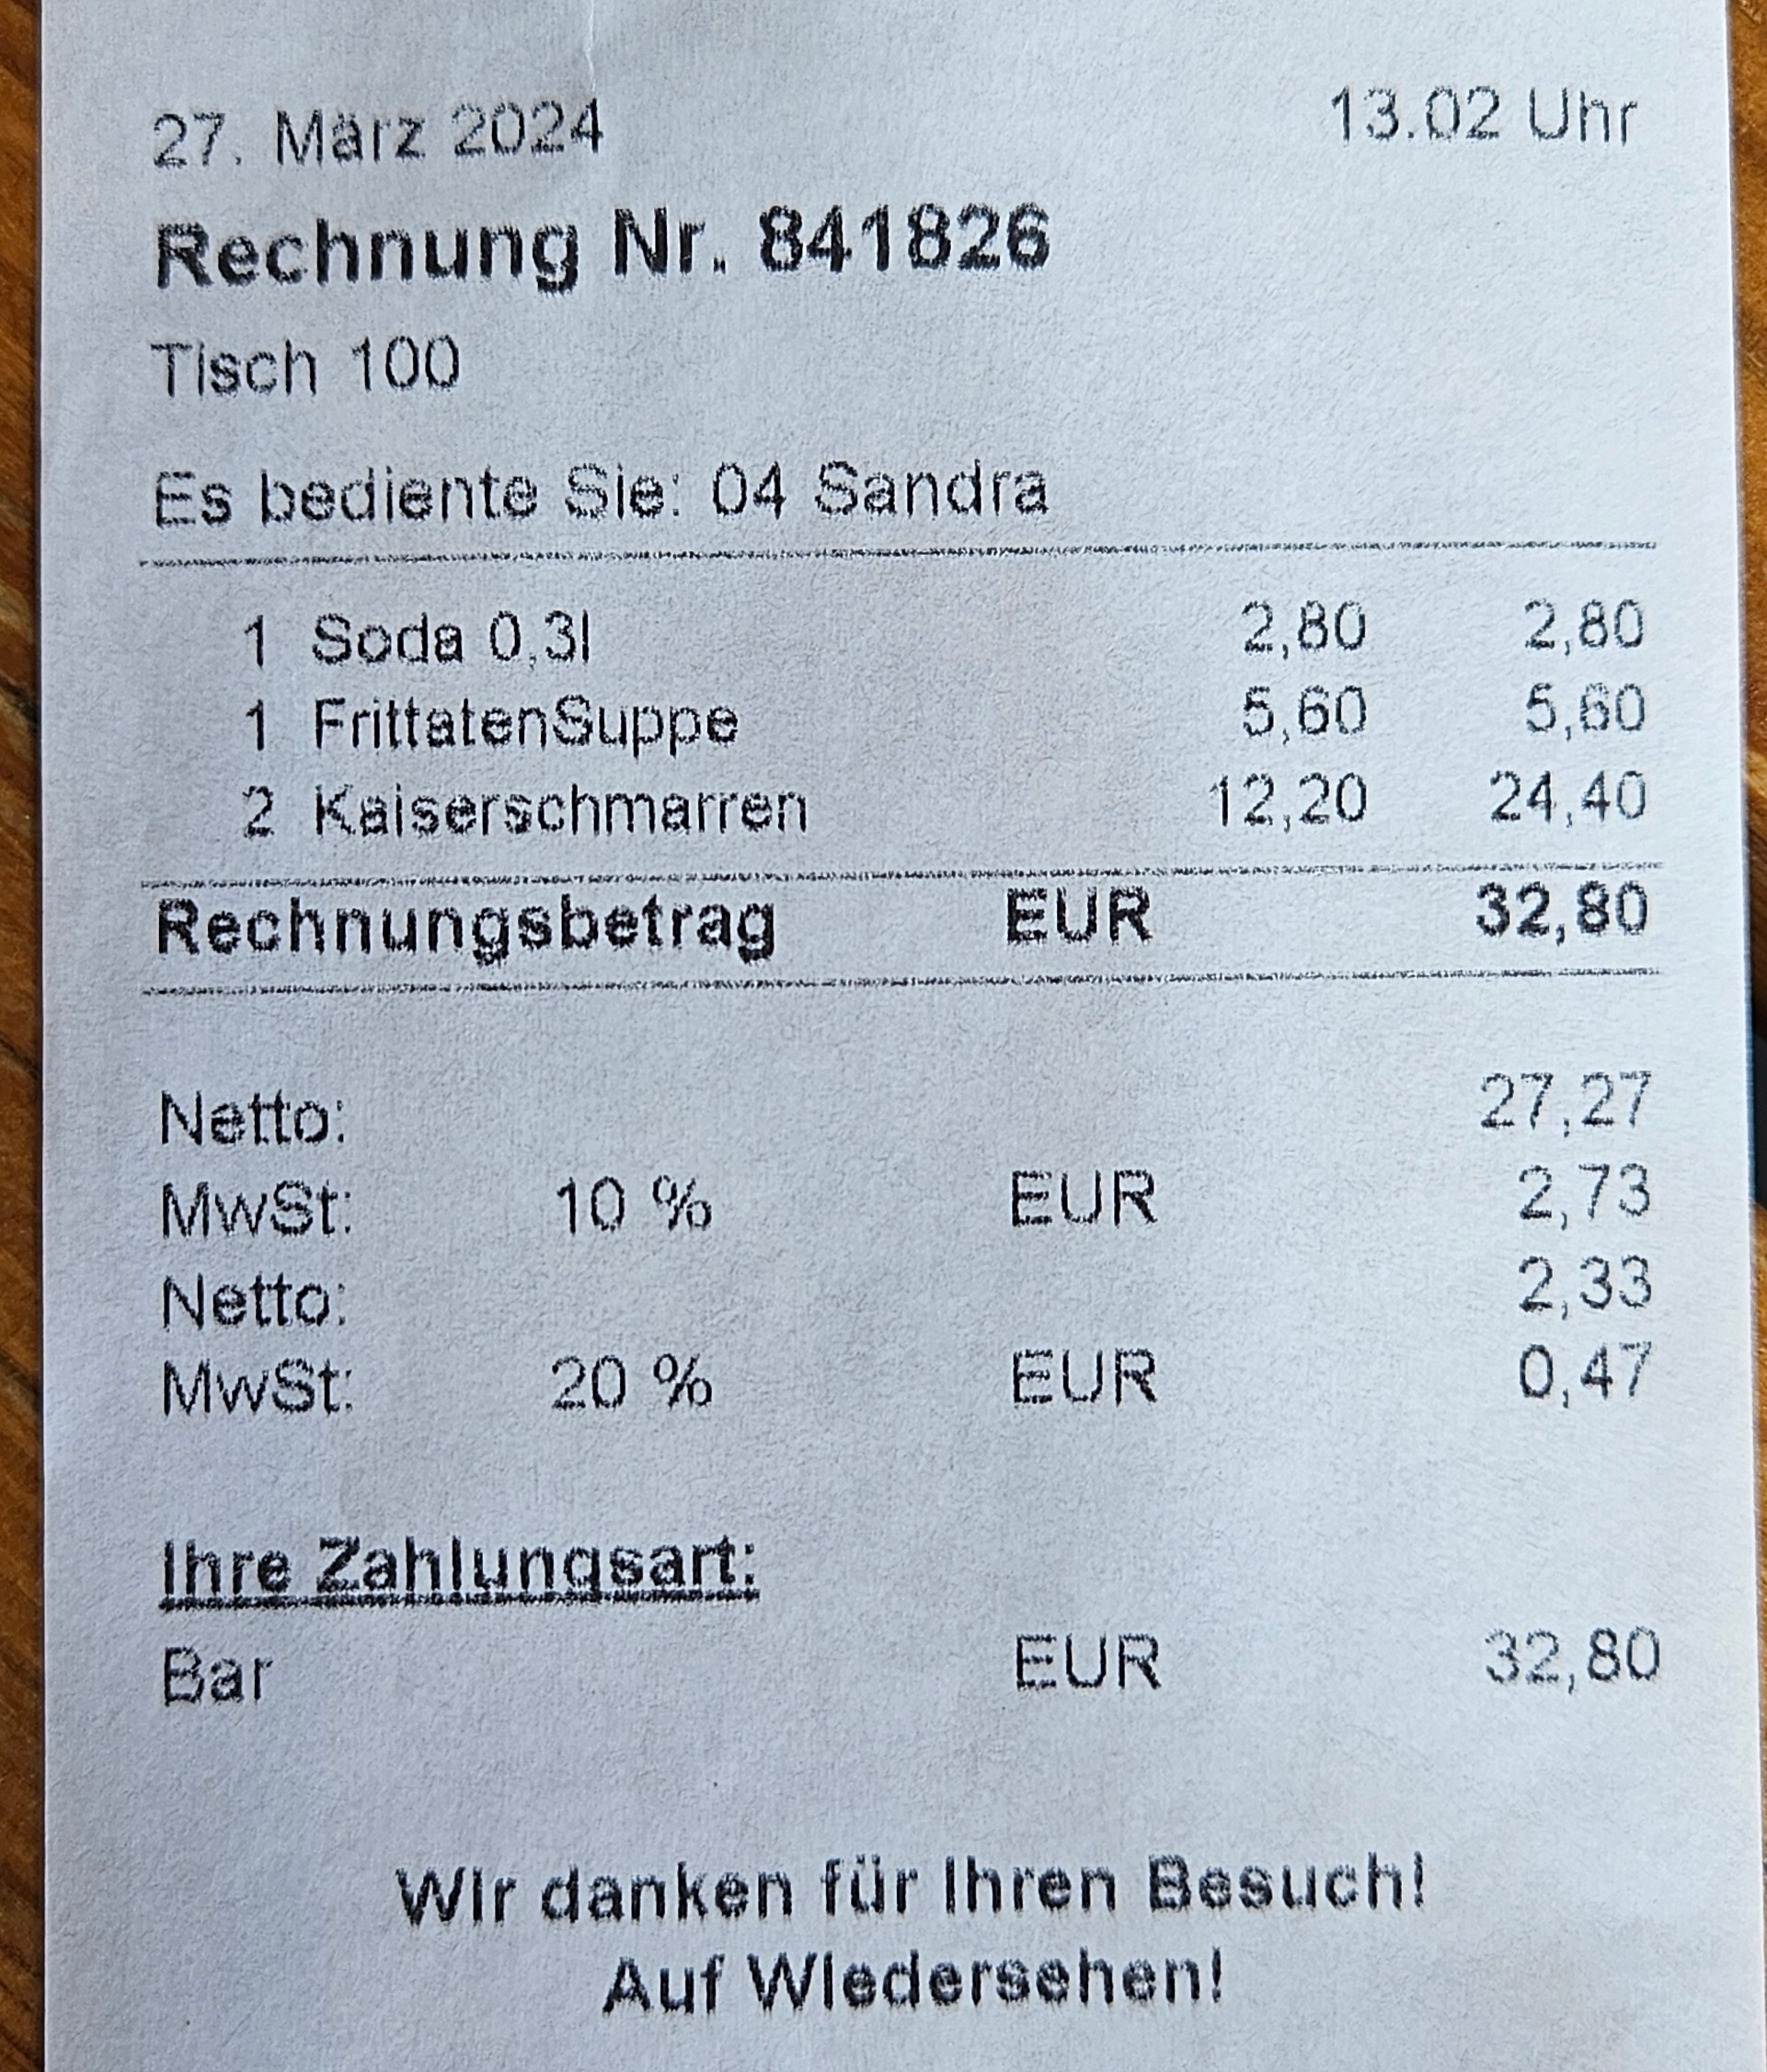 27. März 2024 13.02 Uhr
Rechnung Nr. 841826
Tisch 100
Es bediente Sie: 04 Sandra
1 Soda 0,3l 2,80 2,80
1 FrittatenSuppe 5,60 5,60
2 Kaiserschmarren 12,20 24,40
Rechnungsbetrag EUR 32,80
Netto: 27,27
MwSt: 10 % EUR 2,73
Netto: 2,33
MwSt: 20 % EUR 0,47
Ihre Zahlungsart:
Bar EUR 32,80
Wir danken für Ihren Besuch!
Auf Wiedersehen!